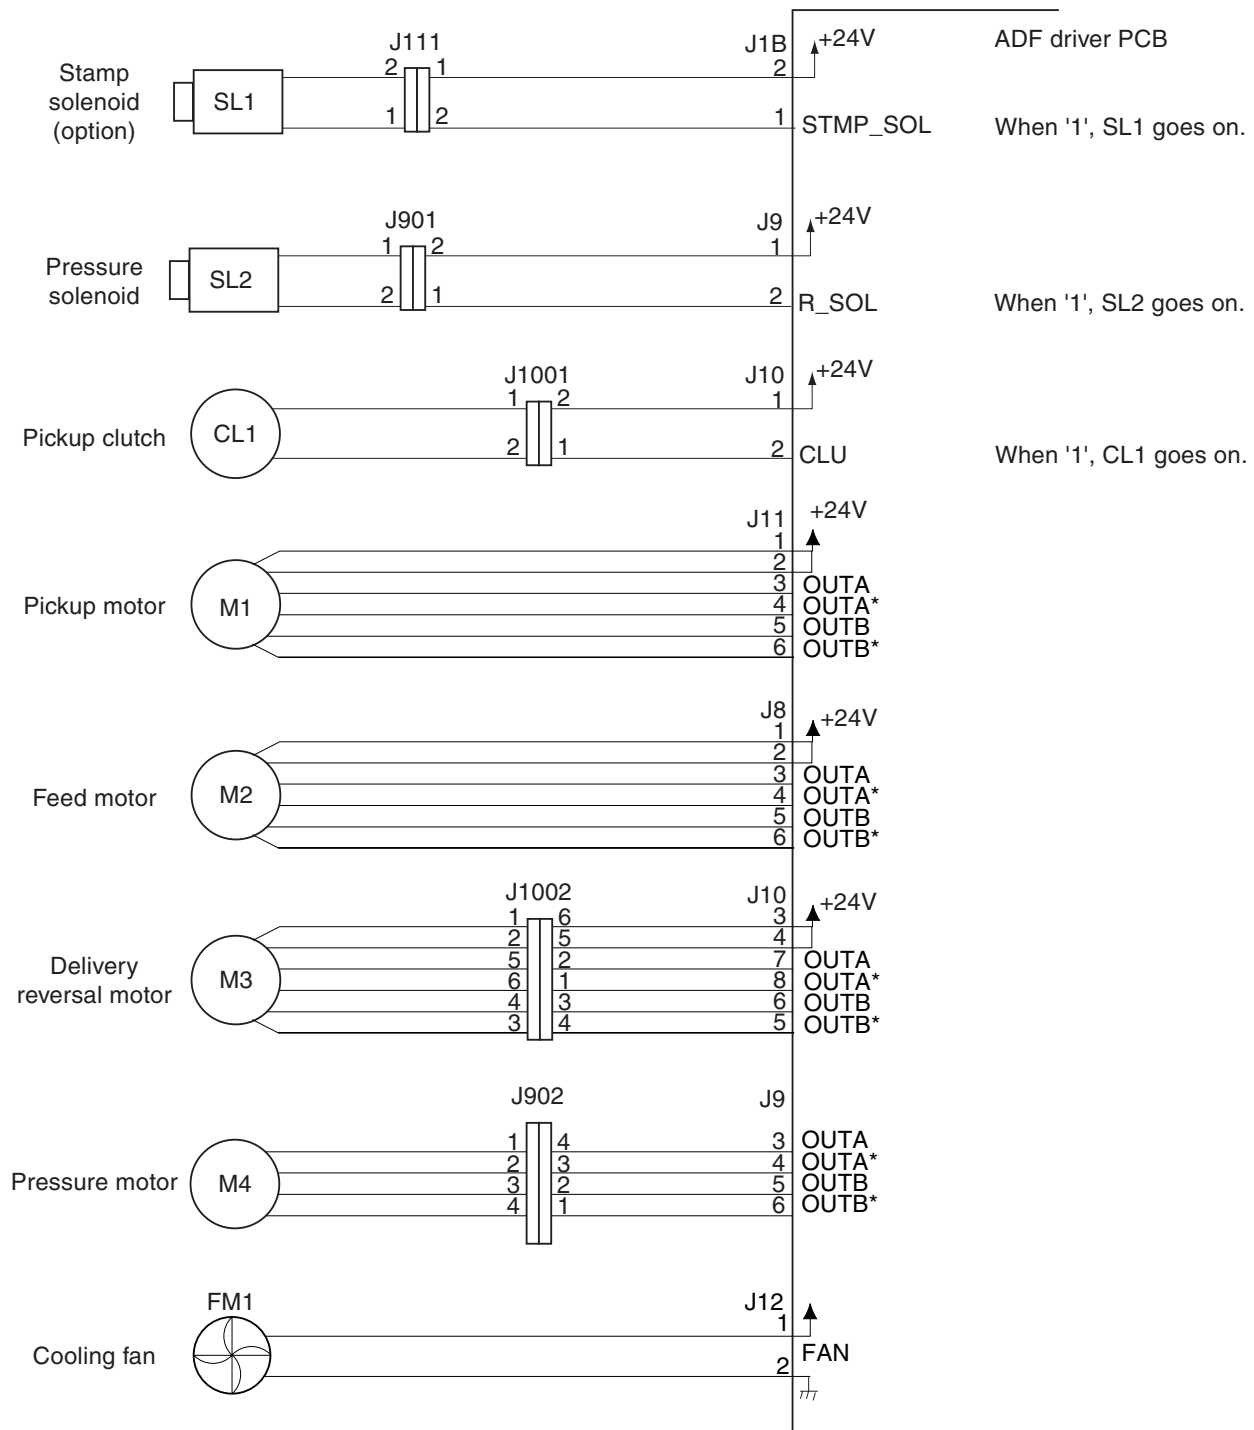 ADF driver PCB
J111
J1B
+24V
Stamp
solenoid
(option)
SL1
2 1
2
1 2
1
STMP_SOL
When '1', SL1 goes on.
J901
J9
+24V
Pressure
solenoid
SL2
1 2
1
2 1
2
R_SOL
When '1', SL2 goes on.
J1001
J10
+24V
Pickup clutch
CL1
1 2
1
2 1
2
CLU
When '1', CL1 goes on.
J11
+24V
Pickup motor
M1
1
2
3 OUTA
4 OUTA*
5 OUTB
6 OUTB*
J8
+24V
Feed motor
M2
1
2
3 OUTA
4 OUTA*
5 OUTB
6 OUTB*
J1002
J10
+24V
Delivery
reversal motor
M3
1 6 3
2 5 4
5 2 7 OUTA
6 1 8 OUTA*
4 3 6 OUTB
3 4 5 OUTB*
J902
J9
Pressure motor
M4
1 4 3 OUTA
2 3 4 OUTA*
3 2 5 OUTB
4 1 6 OUTB*
FM1
J12
Cooling fan
1
FAN
2